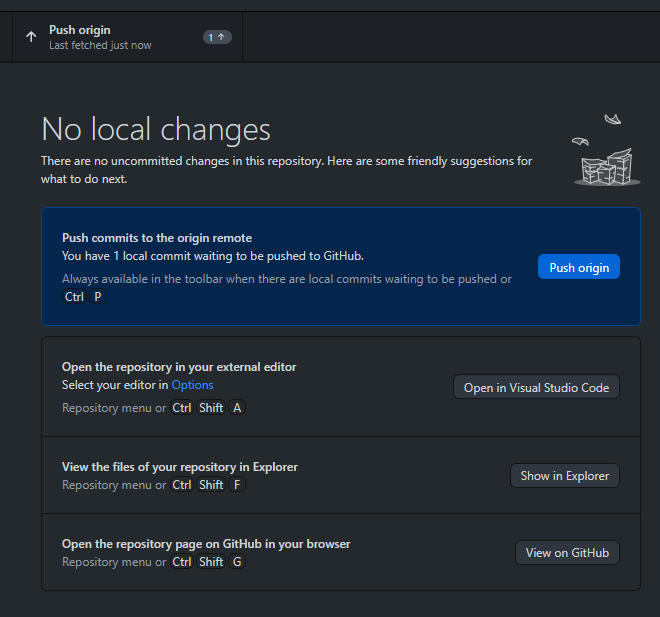 Push origin
Last fetched just now
1 ↑
No local changes
There are no uncommitted changes in this repository. Here are some friendly suggestions for
what to do next.
Push commits to the origin remote
You have 1 local commit waiting to be pushed to GitHub.
Always available in the toolbar when there are local commits waiting to be pushed or
Ctrl P
Push origin
Open the repository in your external editor
Select your editor in Options
Repository menu or Ctrl Shift A
Open in Visual Studio Code
View the files of your repository in Explorer
Repository menu or Ctrl Shift F
Show in Explorer
Open the repository page on GitHub in your browser
Repository menu or Ctrl Shift G
View on GitHub